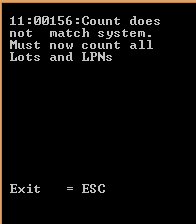 11:00156:Count does
not  match system.
Must now count all
Lots and LPNs
Exit   = ESC